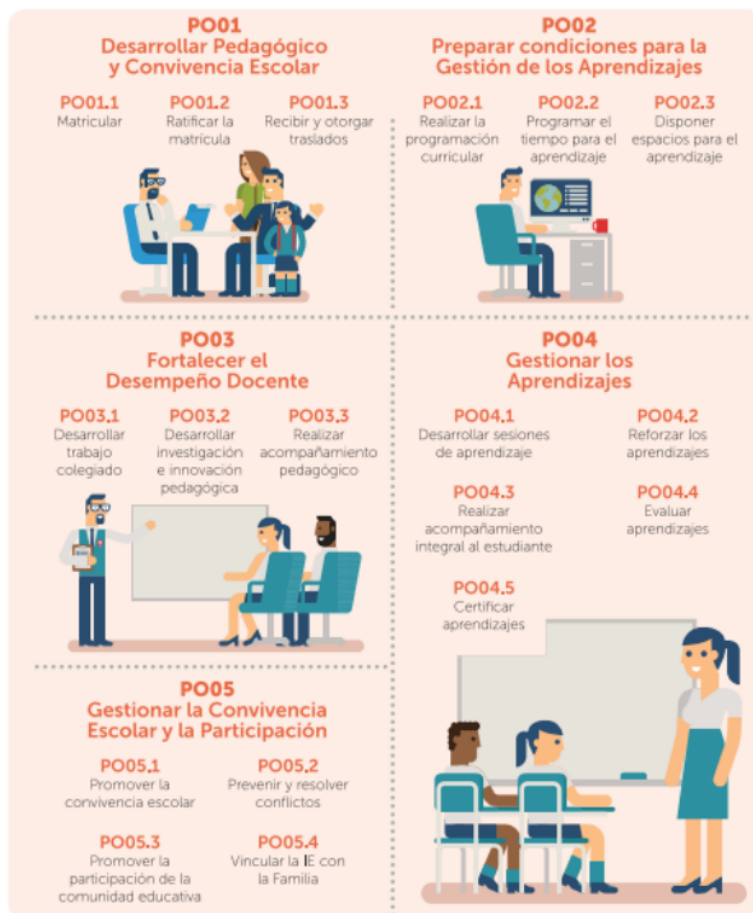 PO01
Desarrollar Pedagógico
y Convivencia Escolar
PO01.1
Matricular
PO01.2
Ratificar la
matrícula
PO01.3
Recibir y otorgar
traslados
PO02
Preparar condiciones para la
Gestión de los Aprendizajes
PO02.1
Realizar la
programación
curricular
PO02.2
Programar el
tiempo para el
aprendizaje
PO02.3
Disponer
espacios para el
aprendizaje
PO03
Fortalecer el
Desempeño Docente
PO03.1
Desarrollar
trabajo
colegiado
PO03.2
Desarrollar
investigación
e innovación
pedagógica
PO03.3
Realizar
acompañamiento
pedagógico
PO04
Gestionar los
Aprendizajes
PO04.1
Desarrollar sesiones
de aprendizaje
PO04.2
Reforzar los
aprendizajes
PO04.3
Realizar
acompañamiento
integral al estudiante
PO04.4
Evaluar
aprendizajes
PO04.5
Certificar
aprendizajes
PO05
Gestionar la Convivencia
Escolar y la Participación
PO05.1
Promover la
convivencia escolar
PO05.2
Prevenir y resolver
conflictos
PO05.3
Promover la
participación de la
comunidad educativa
PO05.4
Vincular la IE con
la Familia